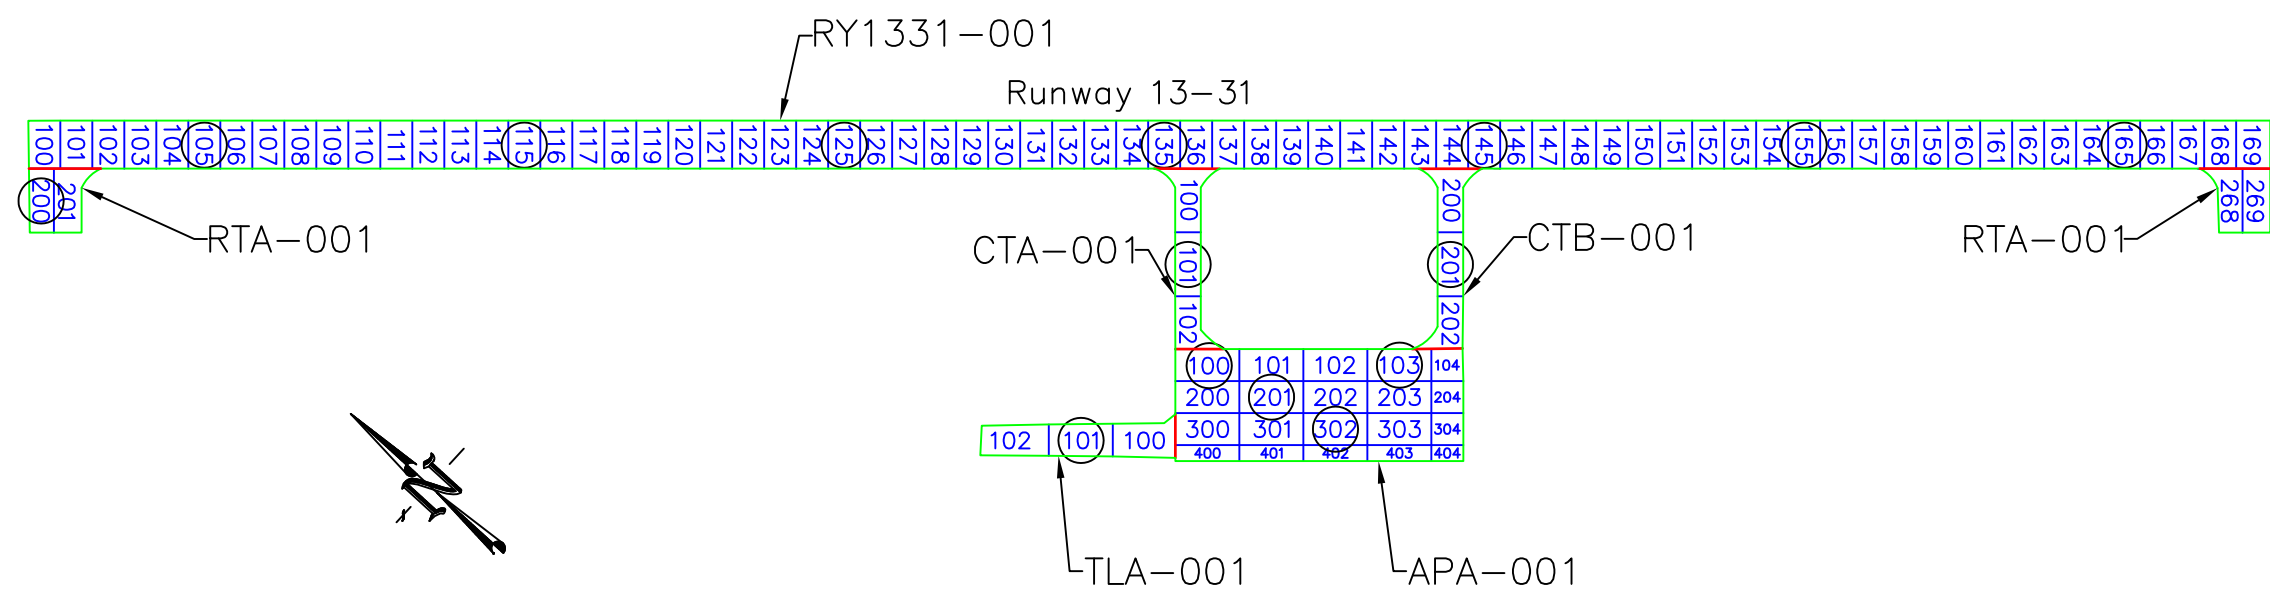 RY1331-001
Runway 13-31
100 101 102 103 104 105 106 107 108 109 110 111 112 113 114 115 116 117 118 119 120 121 122 123 124 125 126 127 128 129 130 131 132 133 134 135 136 137 138 139 140 141 142 143 144 145 146 147 148 149 150 151 152 153 154 155 156 157 158 159 160 161 162 163 164 165 166 167 168 169
200 201 100 200 268 269
RTA-001 CTA-001 CTB-001 RTA-001
101 201
102 202
100 101 102 103 104
200 201 202 203 204
300 301 302 303 304
102 101 100
400 401 402 403 404
N
TLA-001 APA-001